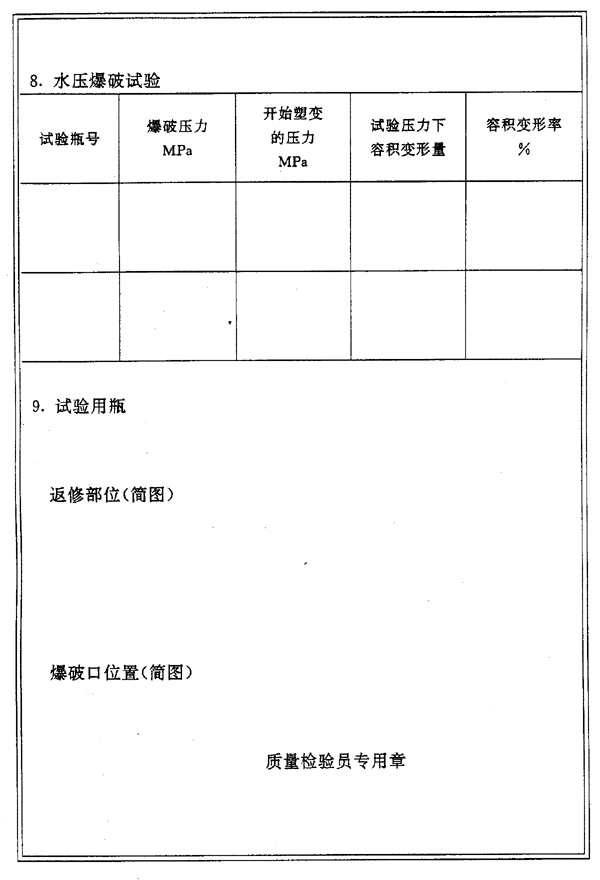 8. 水压爆破试验
试验瓶号
爆破压力
MPa
开始塑变
的压力
MPa
试验压力下
容积变形量
容积变形率
%
9. 试验用瓶
返修部位(简图)
爆破口位置(简图)
质量检验员专用章